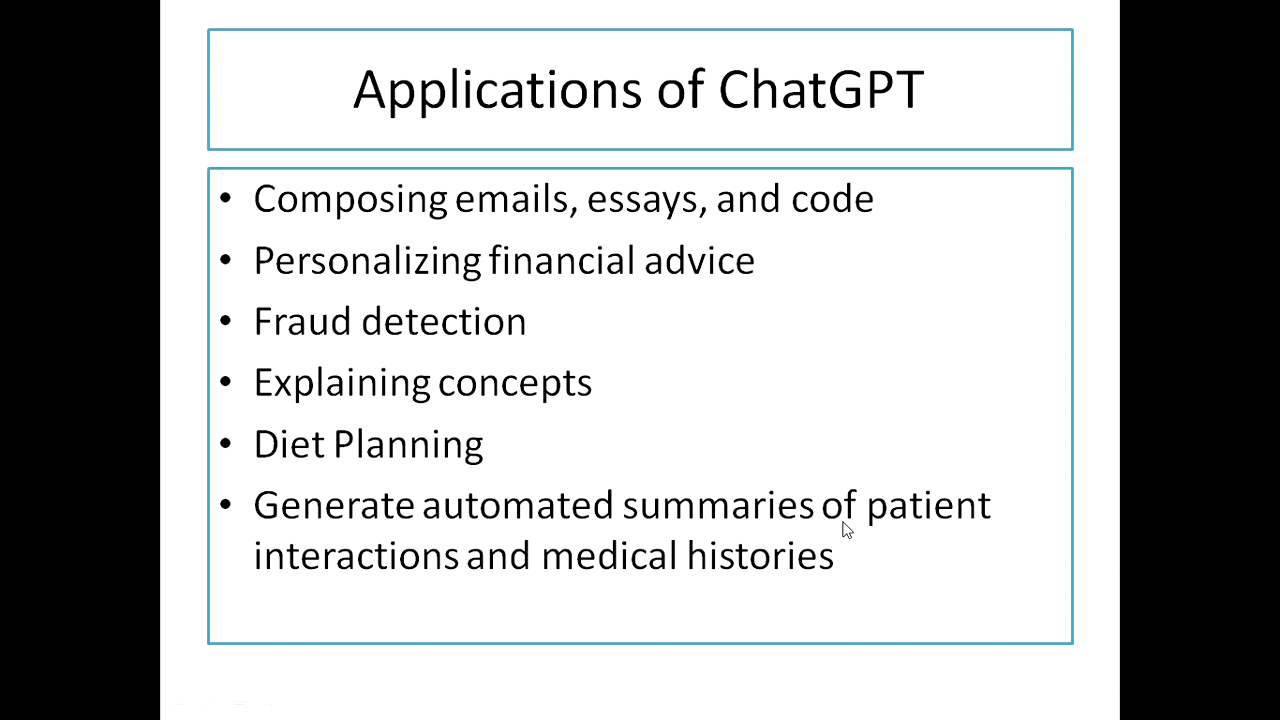 Applications of ChatGPT
• Composing emails, essays, and code
• Personalizing financial advice
• Fraud detection
• Explaining concepts
• Diet Planning
• Generate automated summaries of patient
interactions and medical histories